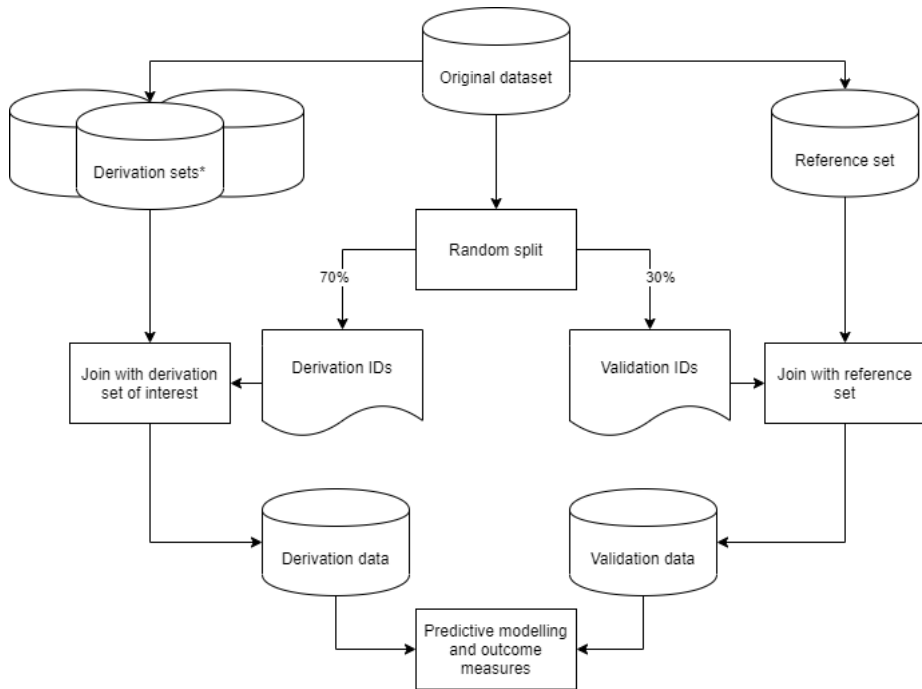 Original dataset
Derivation sets*
Reference set
Random split
70%
30%
Join with derivation
set of interest
Derivation IDs
Validation IDs
Join with reference
set
Derivation data
Validation data
Predictive modelling
and outcome
measures